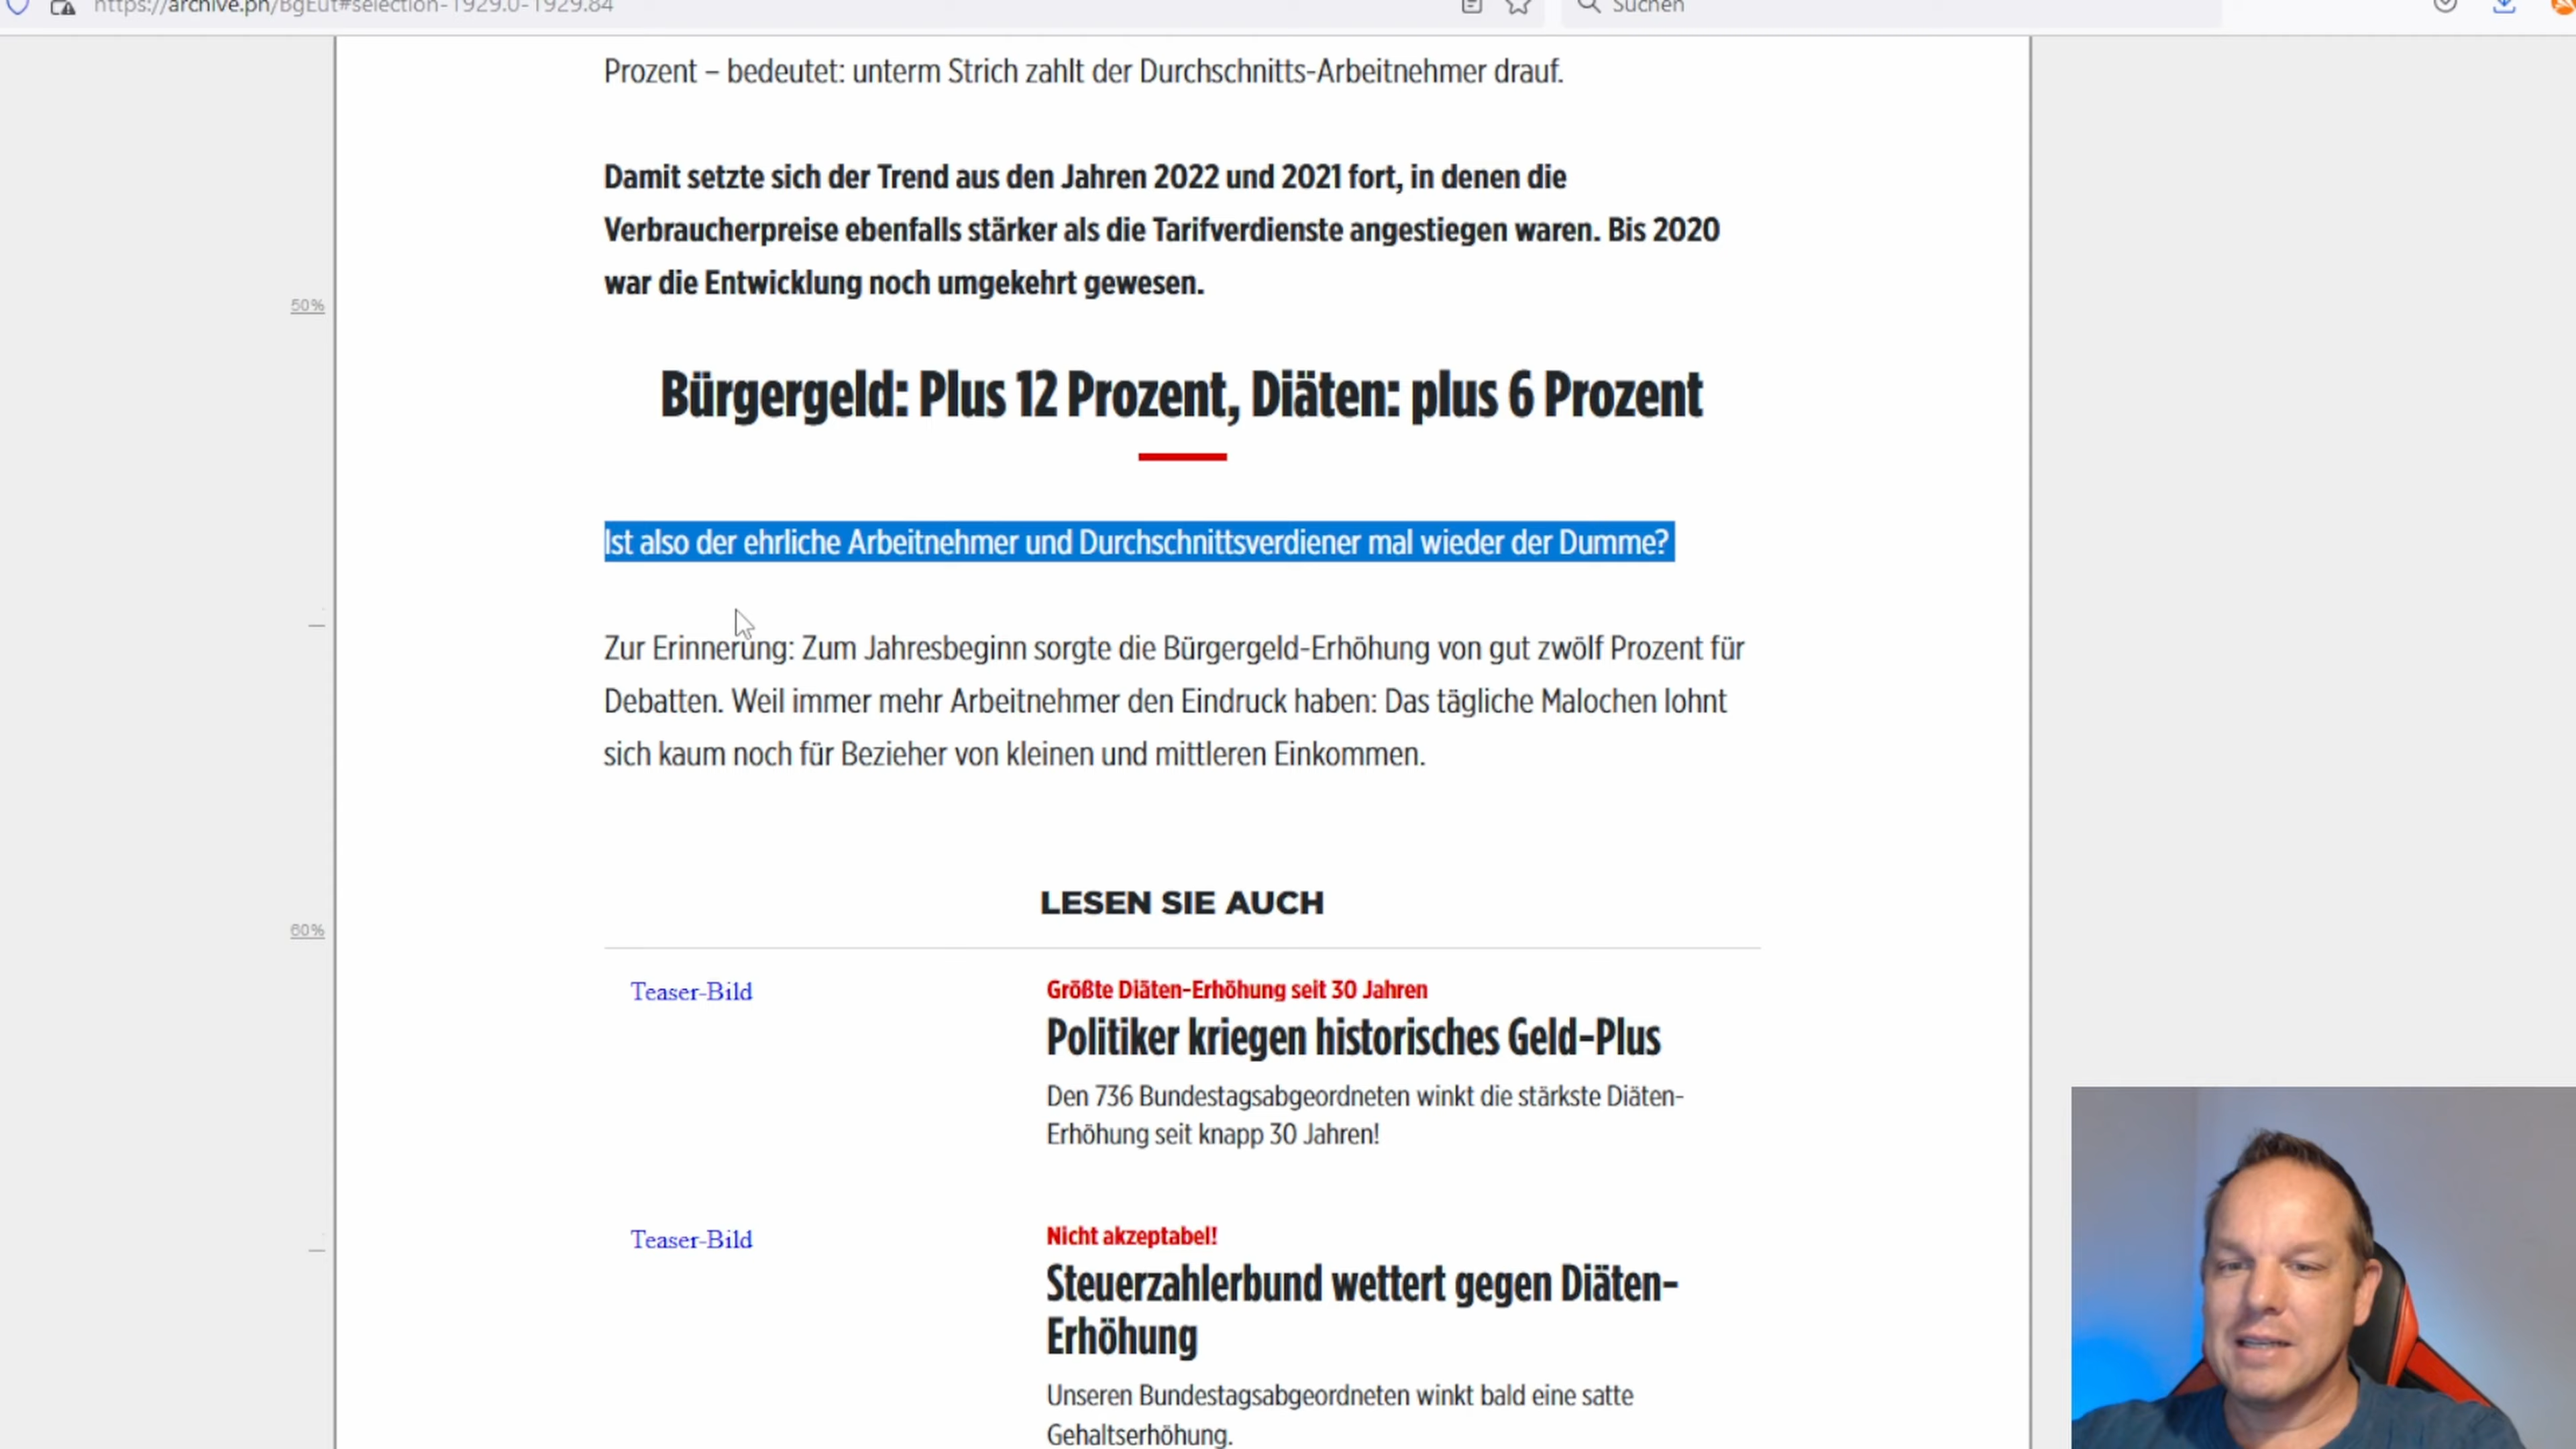 https://archive.ph/BgEut#selection-1929.0-1929.84
Suchen
Prozent – bedeutet: unterm Strich zahlt der Durchschnitts-Arbeitnehmer drauf.
Damit setzte sich der Trend aus den Jahren 2022 und 2021 fort, in denen die
Verbraucherpreise ebenfalls stärker als die Tarifverdienste angestiegen waren. Bis 2020
war die Entwicklung noch umgekehrt gewesen.
50%
Bürgergeld: Plus 12 Prozent, Diäten: plus 6 Prozent
Ist also der ehrliche Arbeitnehmer und Durchschnittsverdiener mal wieder der Dumme?
Zur Erinnerung: Zum Jahresbeginn sorgte die Bürgergeld-Erhöhung von gut zwölf Prozent für
Debatten. Weil immer mehr Arbeitnehmer den Eindruck haben: Das tägliche Malochen lohnt
sich kaum noch für Bezieher von kleinen und mittleren Einkommen.
LESEN SIE AUCH
60%
Teaser-Bild
Größte Diäten-Erhöhung seit 30 Jahren
Politiker kriegen historisches Geld-Plus
Den 736 Bundestagsabgeordneten winkt die stärkste Diäten-
Erhöhung seit knapp 30 Jahren!
Teaser-Bild
Nicht akzeptabel!
Steuerzahlerbund wettert gegen Diäten-
Erhöhung
Unseren Bundestagsabgeordneten winkt bald eine satte
Gehaltserhöhung.